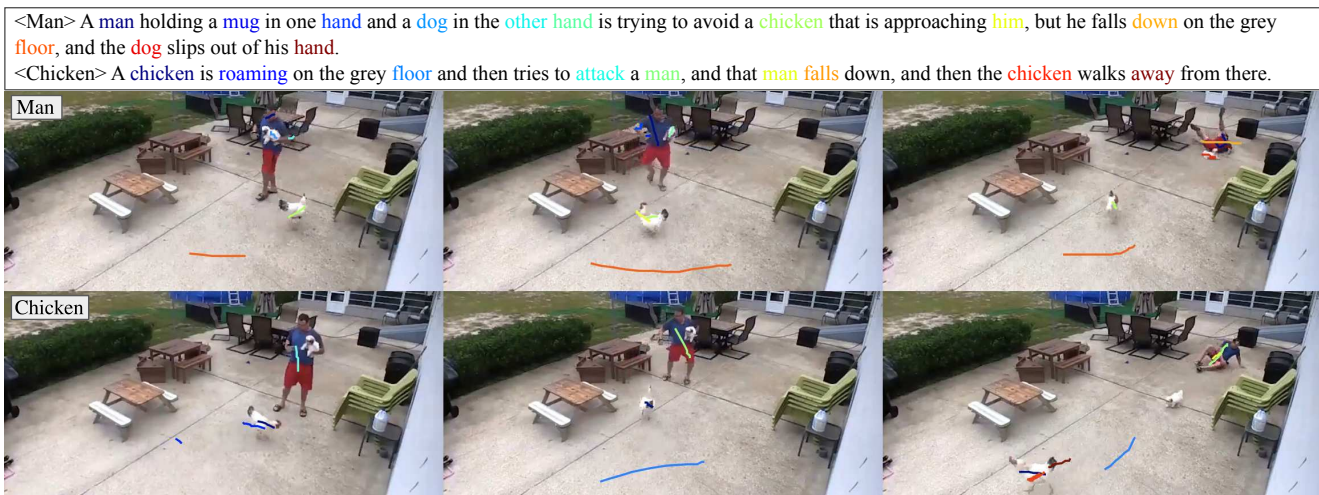 <Man> A man holding a mug in one hand and a dog in the other hand is trying to avoid a chicken that is approaching him, but he falls down on the grey
floor, and the dog slips out of his hand.
<Chicken> A chicken is roaming on the grey floor and then tries to attack a man, and that man falls down, and then the chicken walks away from there.
Man
Chicken